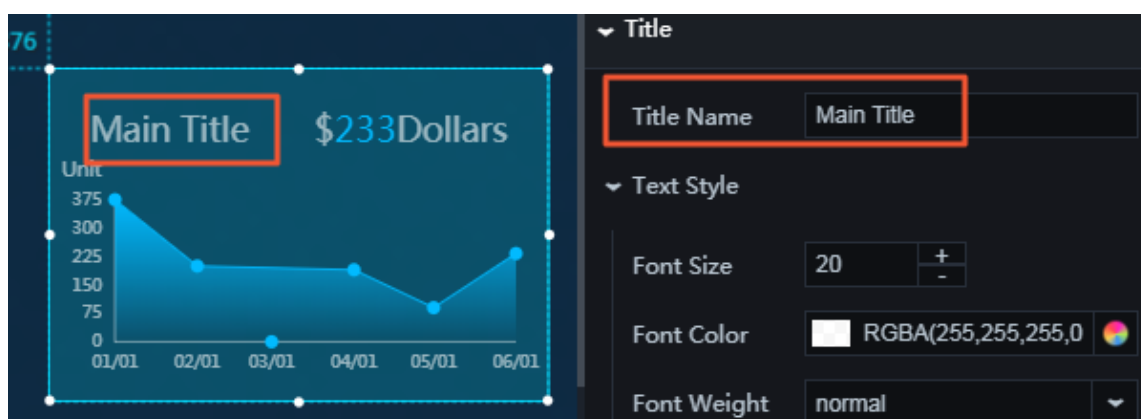 76
Main Title $233Dollars
Unit
375
300
225
150
75
0
01/01 02/01 03/01 04/01 05/01 06/01
Title
Title Name Main Title
Text Style
Font Size 20 + -
Font Color RGBA(255,255,255,0
Font Weight normal